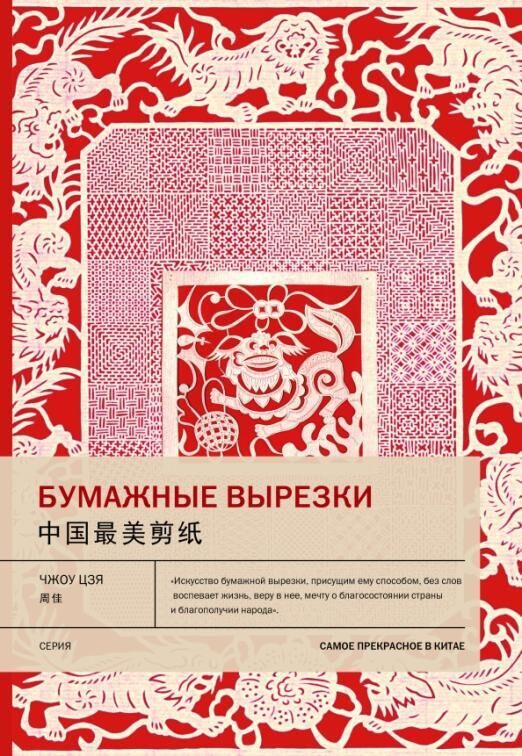 БУМАЖНЫЕ ВЫРЕЗКИ
中国最美剪纸
ЧЖОУ ЦЗЯ
周佳
«Искусство бумажной вырезки, присущим ему способом, без слов
воспевает жизнь, веру в нее, мечту о благосостоянии страны
и благополучии народа».
СЕРИЯ
САМОЕ ПРЕКРАСНОЕ В КИТАЕ